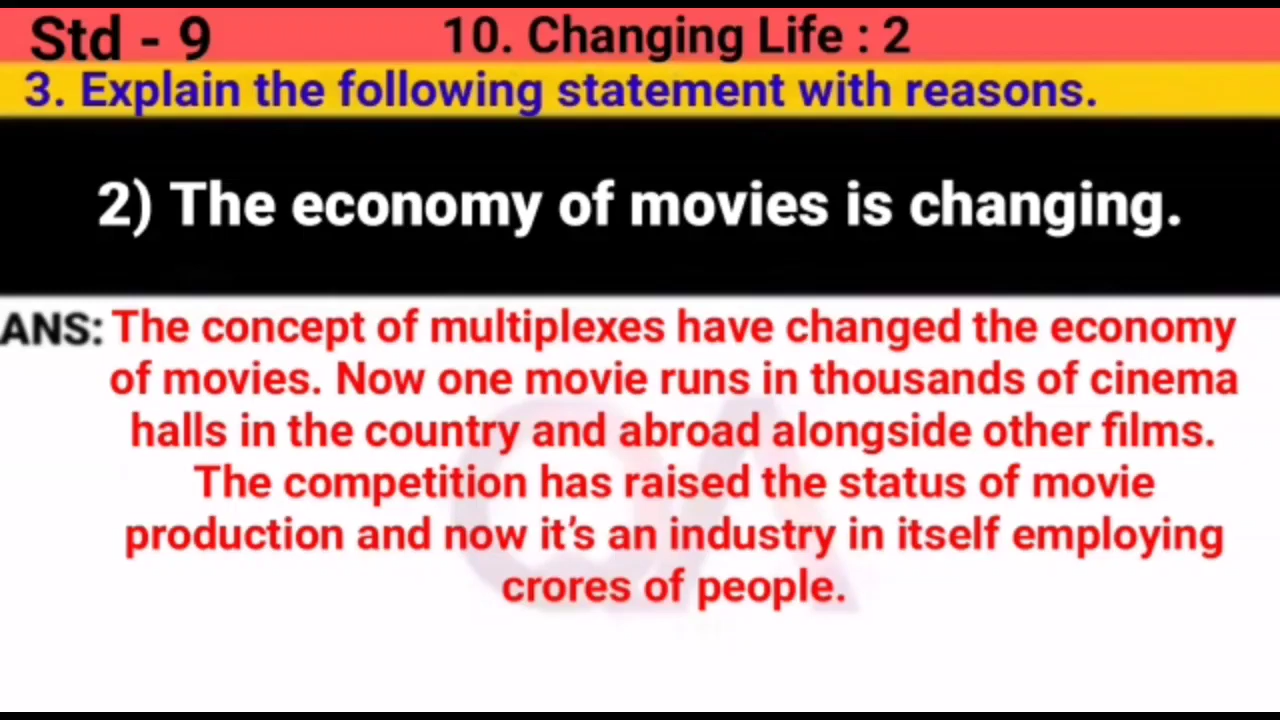 Std - 9 10. Changing Life : 2
3. Explain the following statement with reasons.
2) The economy of movies is changing.
ANS: The concept of multiplexes have changed the economy
of movies. Now one movie runs in thousands of cinema
halls in the country and abroad alongside other films.
The competition has raised the status of movie
production and now it's an industry in itself employing
crores of people.